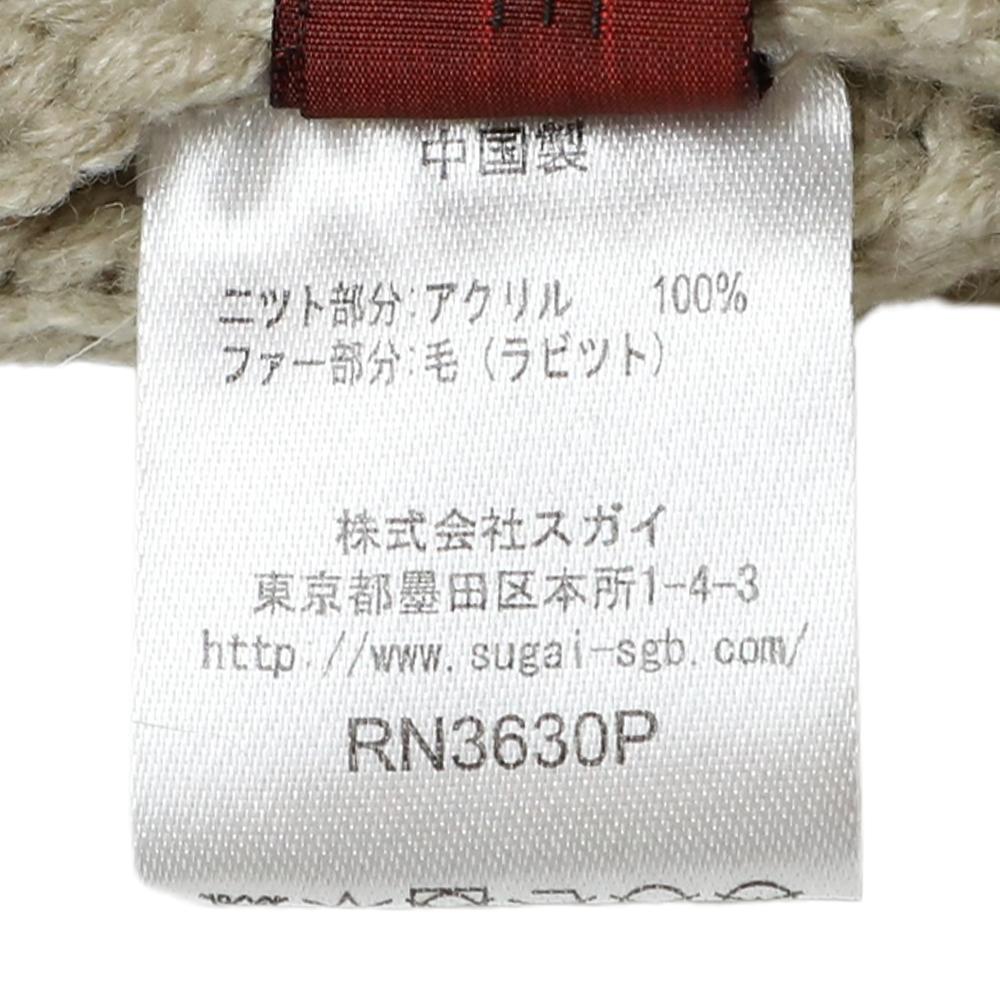 中国製
ニツト部分:アクリル 100%
ファー部分:毛（ラビツト）
株式会社スガイ
東京都墨田区本所1-4-3
http://www.sugai-sgb.com/
RN3630P